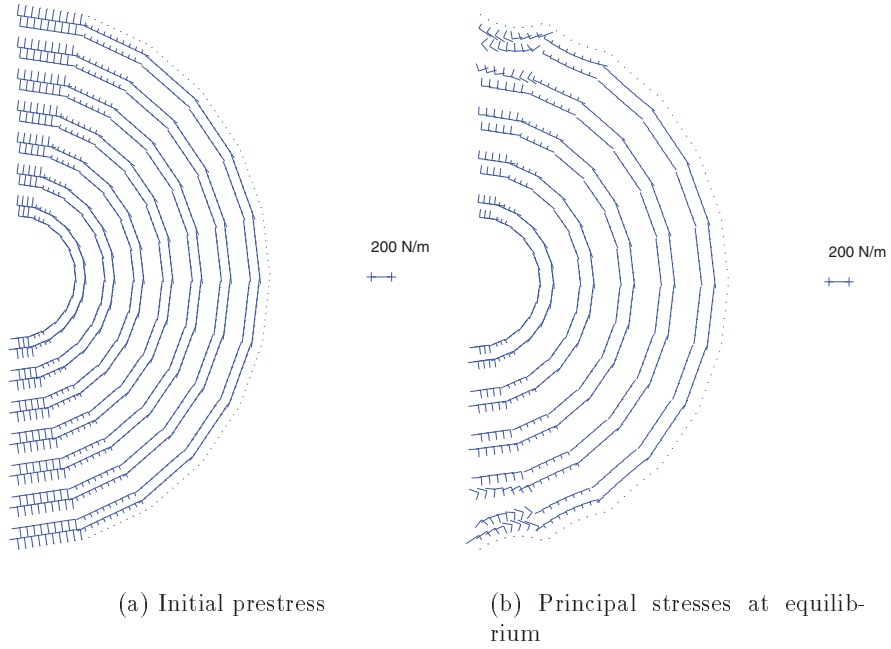 200 N/m
200 N/m
(a) Initial prestress
(b) Principal stresses at equilib-
rium